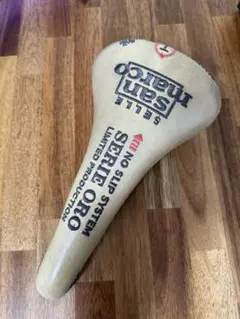 SELLE
san
marco
NO SLIP SYSTEM
SERIE ORO
LIMITED PRODUCTION